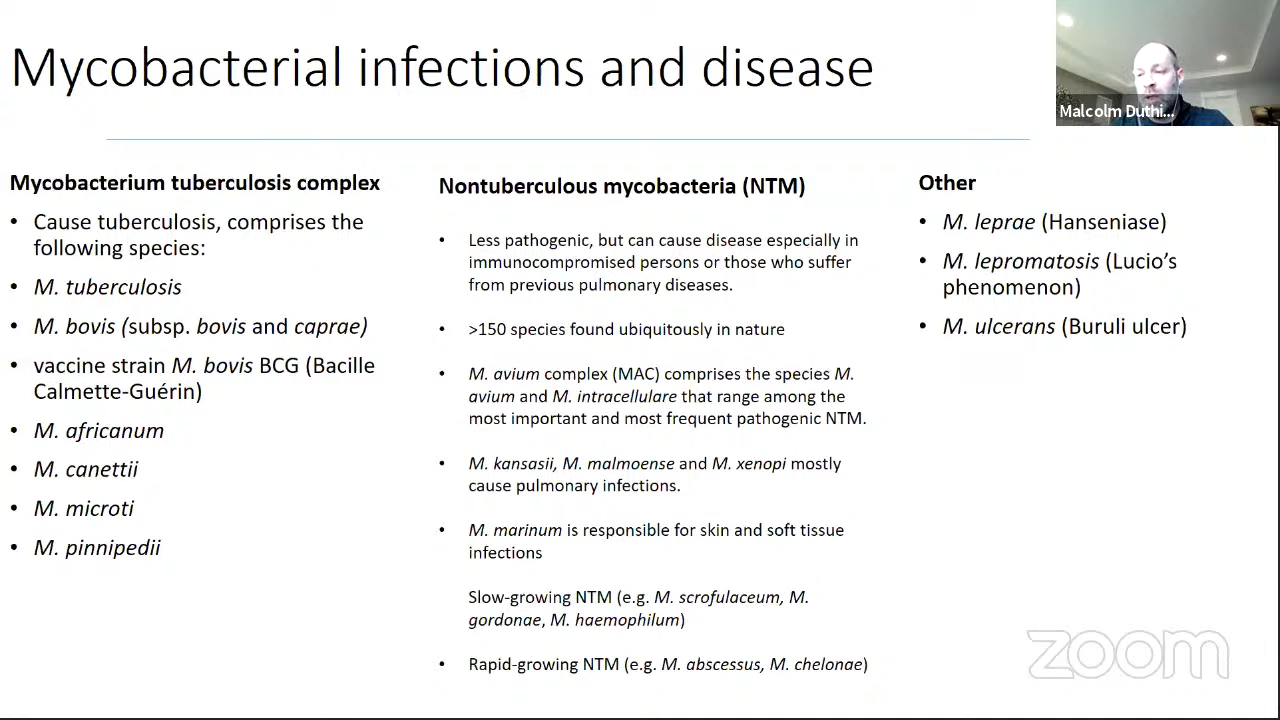 Mycobacterial infections and disease
Malcolm Duthi...
Mycobacterium tuberculosis complex
• Cause tuberculosis, comprises the
following species:
• M. tuberculosis
• M. bovis (subsp. bovis and caprae)
• vaccine strain M. bovis BCG (Bacille
Calmette-Guérin)
• M. africanum
• M. canettii
• M. microti
• M. pinnipedii
Nontuberculous mycobacteria (NTM)
• Less pathogenic, but can cause disease especially in
immunocompromised persons or those who suffer
from previous pulmonary diseases.
• >150 species found ubiquitously in nature
• M. avium complex (MAC) comprises the species M.
avium and M. intracellulare that range among the
most important and most frequent pathogenic NTM.
• M. kansasii, M. malmoense and M. xenopi mostly
cause pulmonary infections.
• M. marinum is responsible for skin and soft tissue
infections
Slow-growing NTM (e.g. M. scrofulaceum, M.
gordonae, M. haemophilum)
• Rapid-growing NTM (e.g. M. abscessus, M. chelonae)
Other
• M. leprae (Hanseniase)
• M. lepromatosis (Lucio’s
phenomenon)
• M. ulcerans (Buruli ulcer)
zoom